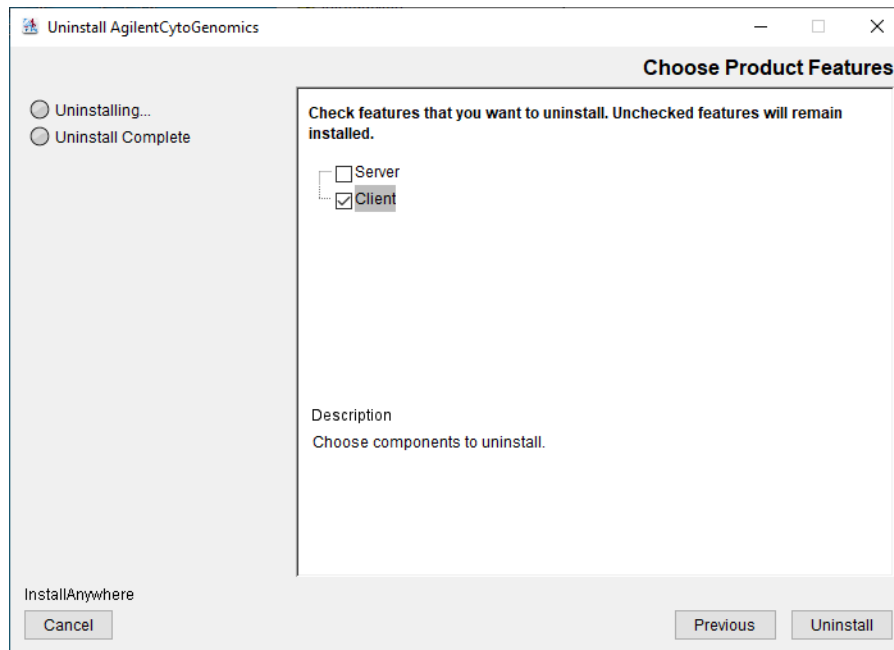 Uninstall AgilentCytoGenomics
Choose Product Features
Uninstalling...
Uninstall Complete
Check features that you want to uninstall. Unchecked features will remain
installed.
Server
Client
Description
Choose components to uninstall.
InstallAnywhere
Cancel
Previous
Uninstall